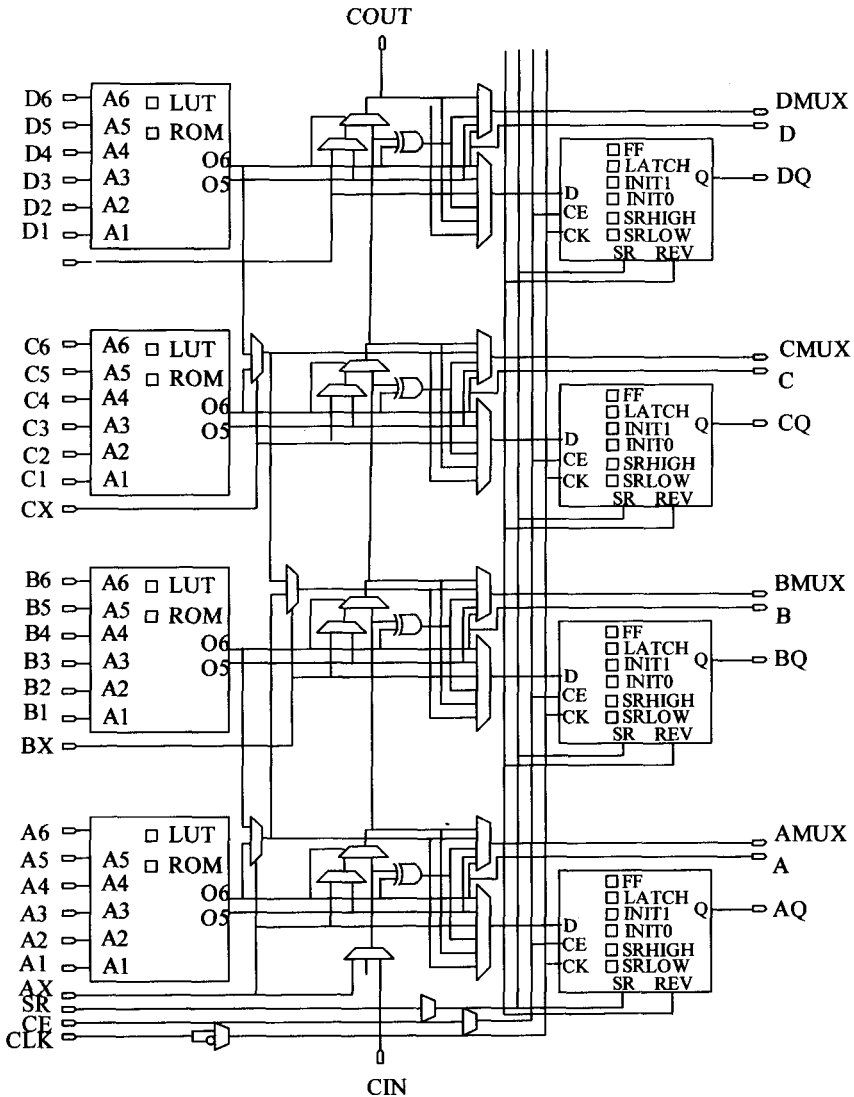 COUT
D6 A6 LUT DMUX
D5 A5 ROM D
D4 A4 FF
O6 LATCH
D3 A3 INIT1 Q DQ
O5 INIT0
D2 A2 D
CE SRHIGH
D1 A1 CK SRLOW
SR REV
C6 A6 LUT CMUX
C5 A5 ROM C
C4 A4 FF
O6 LATCH
C3 A3 INIT1 Q CQ
O5 INIT0
C2 A2 D
CE SRHIGH
C1 A1 CK SRLOW
CX SR REV
B6 A6 LUT BMUX
B5 A5 ROM B
B4 A4 FF
O6 LATCH
B3 A3 INIT1 Q BQ
O5 INIT0
B2 A2 D
CE SRHIGH
B1 A1 CK SRLOW
BX SR REV
A6 A6 LUT AMUX
A5 A5 ROM A
A4 A4 FF
O6 LATCH
A3 A3 INIT1 Q AQ
O5 INIT0
A2 A2 D
CE SRHIGH
A1 A1 CK SRLOW
AX SR REV
SR
CE
CLK
CIN